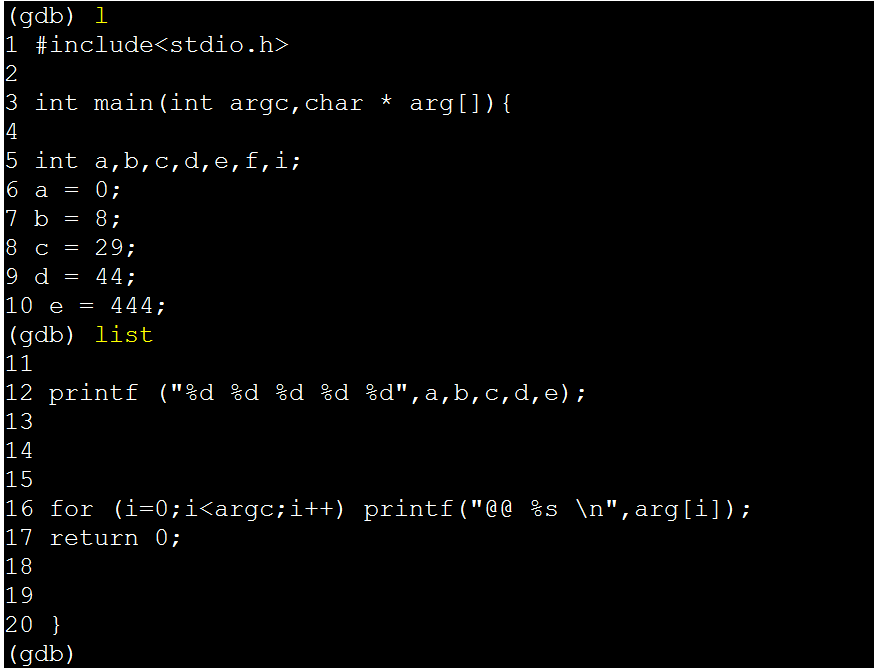 (gdb) l
1 #include<stdio.h>
2
3 int main(int argc,char * arg[]){
4
5 int a,b,c,d,e,f,i;
6 a = 0;
7 b = 8;
8 c = 29;
9 d = 44;
10 e = 444;
(gdb) list
11
12 printf ("%d %d %d %d %d",a,b,c,d,e);
13
14
15
16 for (i=0;i<argc;i++) printf("@@ %s \n",arg[i]);
17 return 0;
18
19
20 }
(gdb)